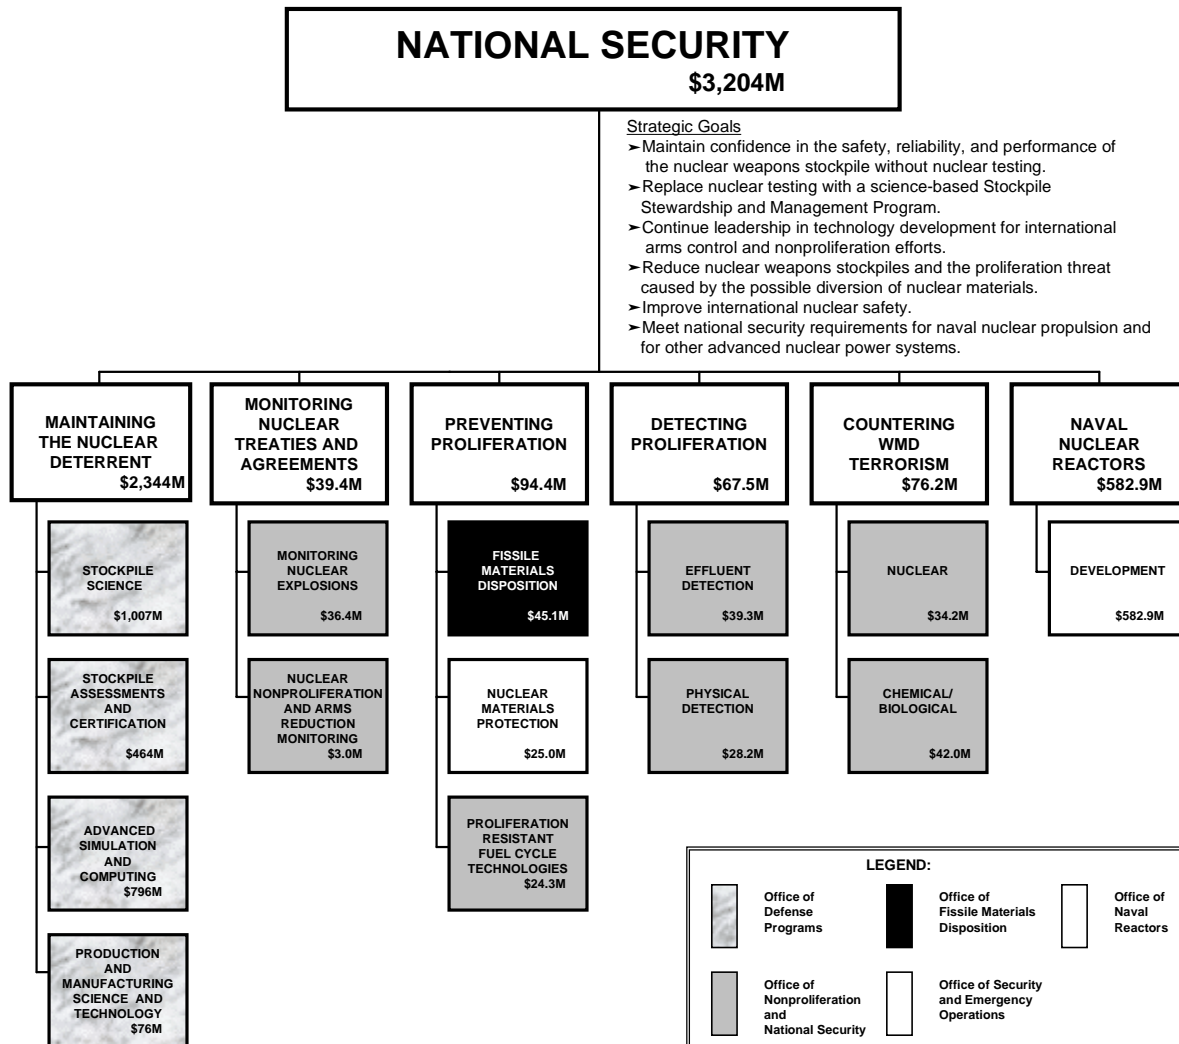 NATIONAL SECURITY
$3,204M
Strategic Goals
➢Maintain confidence in the safety, reliability, and performance of
the nuclear weapons stockpile without nuclear testing.
➢Replace nuclear testing with a science-based Stockpile
Stewardship and Management Program.
➢Continue leadership in technology development for international
arms control and nonproliferation efforts.
➢Reduce nuclear weapons stockpiles and the proliferation threat
caused by the possible diversion of nuclear materials.
➢Improve international nuclear safety.
➢Meet national security requirements for naval nuclear propulsion and
for other advanced nuclear power systems.
MAINTAINING
THE NUCLEAR
DETERRENT
$2,344M
MONITORING
NUCLEAR
TREATIES AND
AGREEMENTS
$39.4M
PREVENTING
PROLIFERATION
$94.4M
DETECTING
PROLIFERATION
$67.5M
COUNTERING
WMD
TERRORISM
$76.2M
NAVAL
NUCLEAR
REACTORS
$582.9M
STOCKPILE
SCIENCE
$1,007M
MONITORING
NUCLEAR
EXPLOSIONS
$36.4M
FISSILE
MATERIALS
DISPOSITION
$45.1M
EFFLUENT
DETECTION
$39.3M
NUCLEAR
$34.2M
DEVELOPMENT
$582.9M
STOCKPILE
ASSESSMENTS
AND
CERTIFICATION
$464M
NUCLEAR
NONPROLIFERATION
AND ARMS
REDUCTION
MONITORING
$3.0M
NUCLEAR
MATERIALS
PROTECTION
$25.0M
PHYSICAL
DETECTION
$28.2M
CHEMICAL/
BIOLOGICAL
$42.0M
ADVANCED
SIMULATION
AND
COMPUTING
$796M
PROLIFERATION
RESISTANT
FUEL CYCLE
TECHNOLOGIES
$24.3M
PRODUCTION
AND
MANUFACTURING
SCIENCE AND
TECHNOLOGY
$76M
LEGEND:
Office of
Defense
Programs
Office of
Fissile Materials
Disposition
Office of
Naval
Reactors
Office of
Nonproliferation
and
National Security
Office of Security
and Emergency
Operations